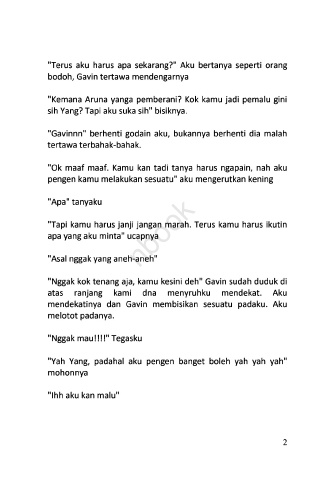 "Terus aku harus apa sekarang?" Aku bertanya seperti orang
bodoh, Gavin tertawa mendengarnya
"Kemana Aruna yanga pemberani? Kok kamu jadi pemalu gini
sih Yang? Tapi aku suka sih" bisiknya.
"Gavinnn" berhenti godain aku, bukannya berhenti dia malah
tertawa terbahak-bahak.
"Ok maaf maaf. Kamu kan tadi tanya harus ngapain, nah aku
pengen kamu melakukan sesuatu" aku mengerutkan kening
"Apa" tanyaku
"Tapi kamu harus janji jangan marah. Terus kamu harus ikutin
apa yang aku minta" ucapnya
"Asal nggak yang aneh-aneh"
"Nggak kok tenang aja, kamu kesini deh" Gavin sudah duduk di
atas ranjang kami dna menyruhku mendekat. Aku
mendekatinya dan Gavin membisikan sesuatu padaku. Aku
melotot padanya.
"Nggak mau!!!!" Tegasku
"Yah Yang, padahal aku pengen banget boleh yah yah yah"
mohonnya
"Ihh aku kan malu"
2